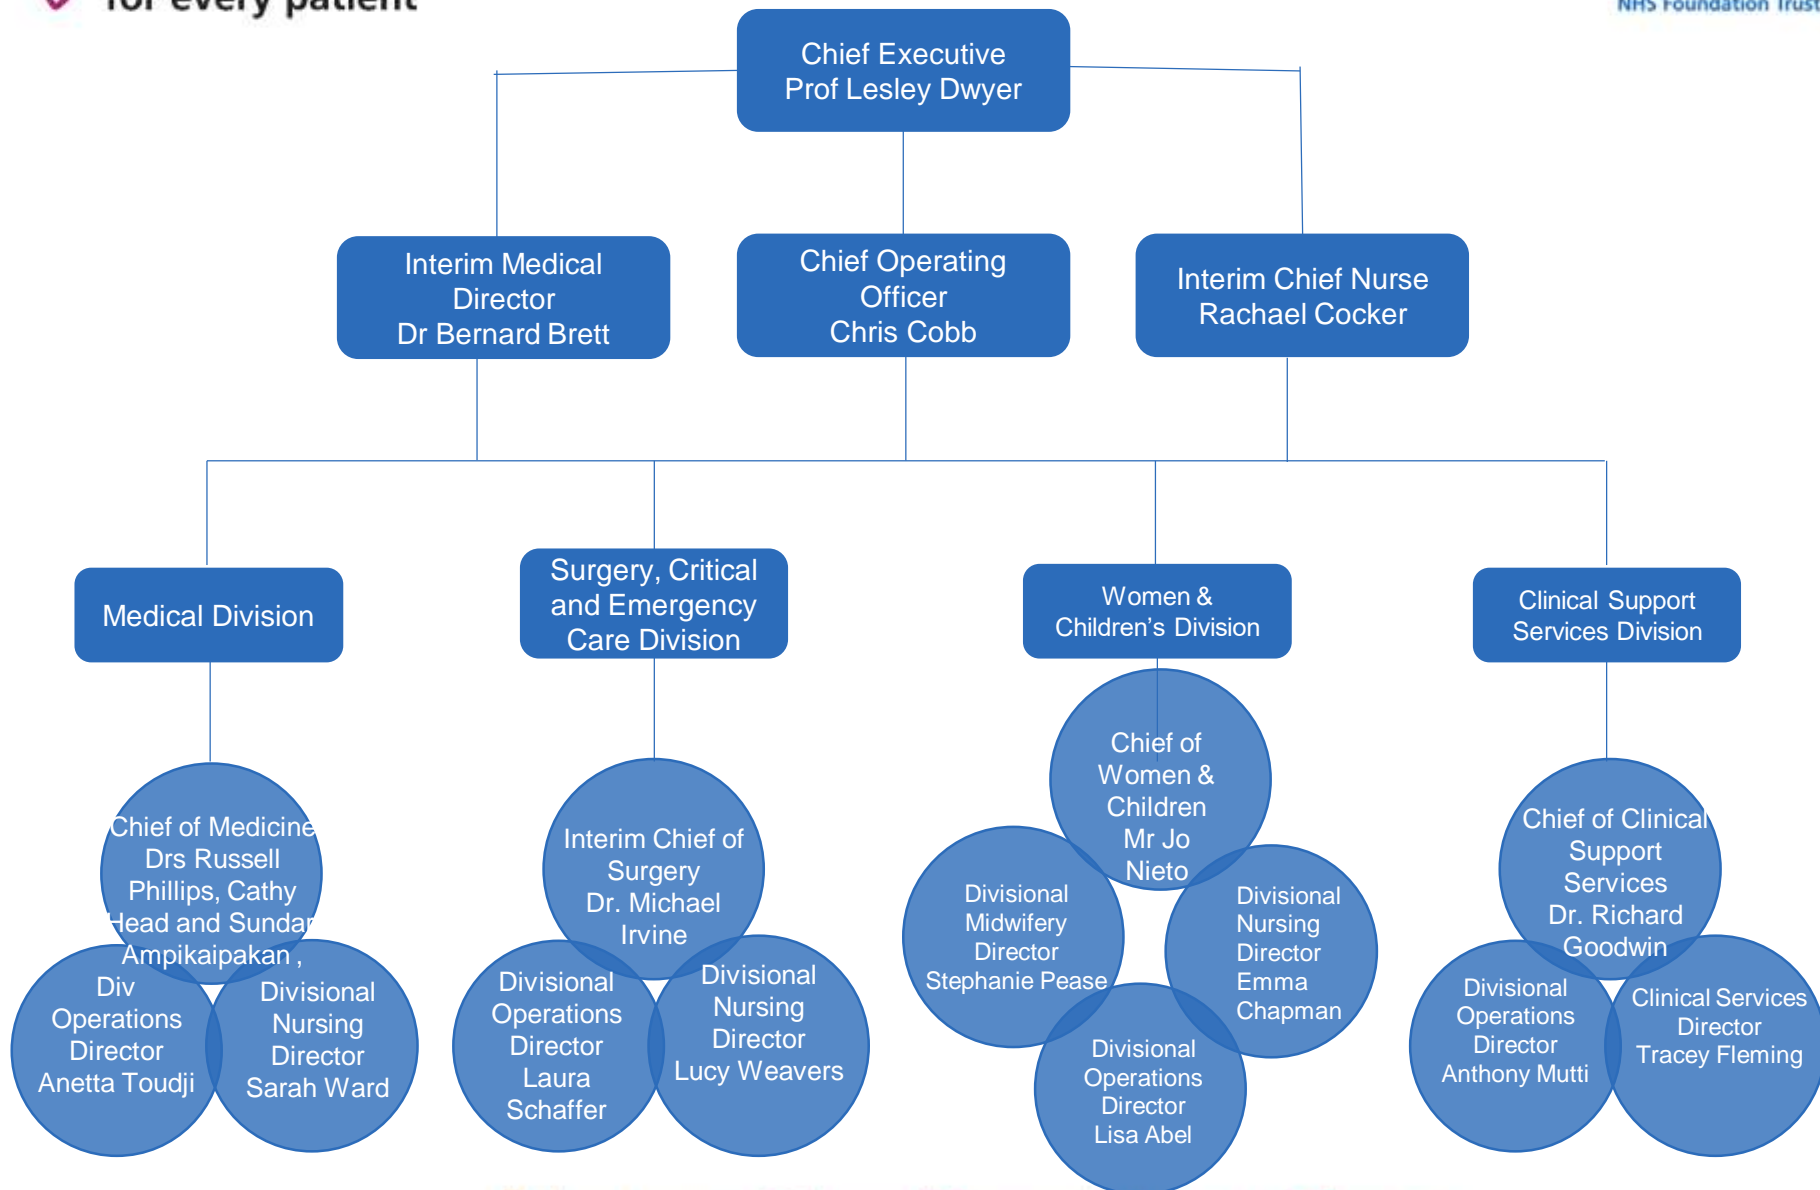 for every patient
NHS Foundation Trust
Chief Executive
Prof Lesley Dwyer
Interim Medical
Director
Dr Bernard Brett
Chief Operating
Officer
Chris Cobb
Interim Chief Nurse
Rachael Cocker
Medical Division
Surgery, Critical
and Emergency
Care Division
Women &
Children's Division
Clinical Support
Services Division
Chief of Medicine
Drs Russell
Phillips, Cathy
Head and Sundar
Ampikaipakan ,
Div
Operations
Director
Anetta Toudji
Divisional
Nursing
Director
Sarah Ward
Interim Chief of
Surgery
Dr. Michael
Irvine
Divisional
Operations
Director
Laura
Schaffer
Divisional
Nursing
Director
Lucy Weavers
Chief of
Women &
Children
Mr Jo
Nieto
Divisional
Midwifery
Director
Stephanie Pease
Divisional
Nursing
Director
Emma
Chapman
Divisional
Operations
Director
Lisa Abel
Chief of Clinical
Support
Services
Dr. Richard
Goodwin
Divisional
Operations
Director
Anthony Mutti
Clinical Services
Director
Tracey Fleming